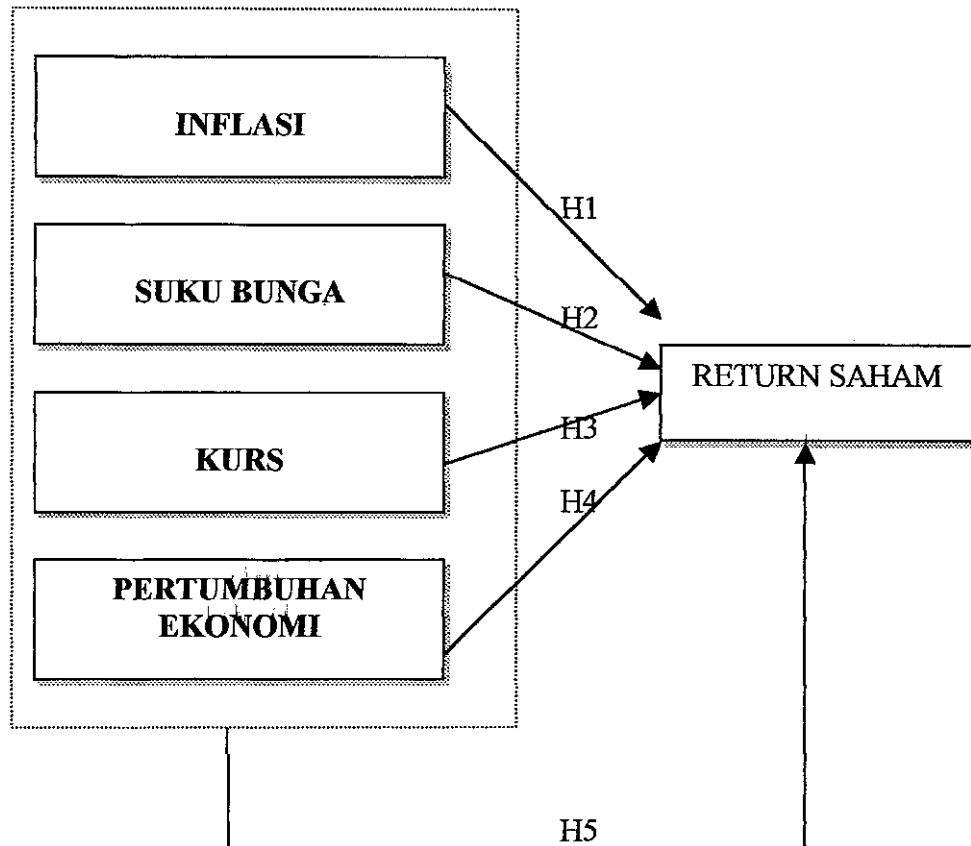 INFLASI
H1
SUKU BUNGA
H2
RETURN SAHAM
KURS
H3
H4
PERTUMBUHAN
EKONOMI
H5